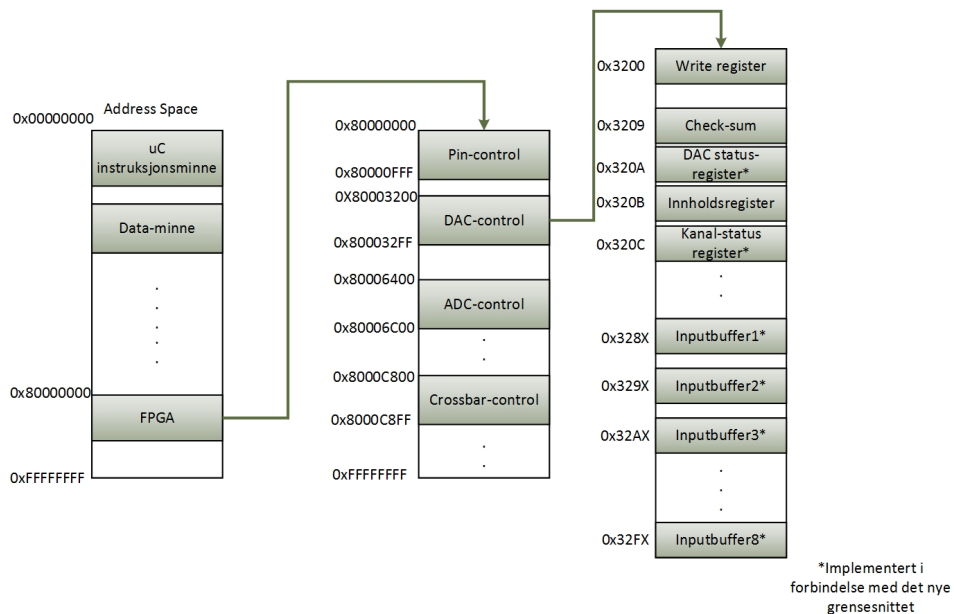 Address Space
0x00000000
uC
instruksjonsminne
Data-minne
0x80000000
FPGA
0xFFFFFFFF
0x80000000
Pin-control
0x80000FFF
0X80003200
DAC-control
0x800032FF
0x80006400
ADC-control
0x80006C00
0x8000C800
Crossbar-control
0x8000C8FF
0xFFFFFFFF
0x3200
Write register
0x3209
Check-sum
0x320A
DAC status-
register*
0x320B
Innholdsregister
0x320C
Kanal-status
register*
0x328X
Inputbuffer1*
0x329X
Inputbuffer2*
0x32AX
Inputbuffer3*
0x32FX
Inputbuffer8*
*Implementert i
forbindelse med det nye
grensesnittet